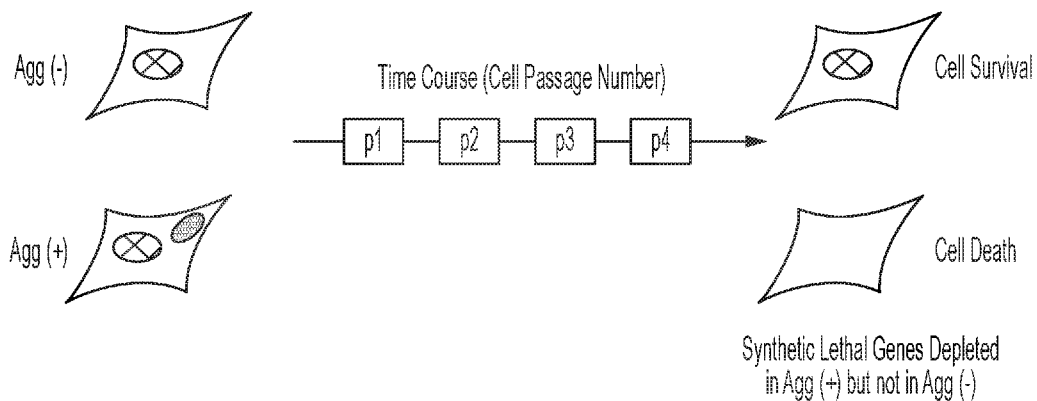 Agg (-)
Time Course (Cell Passage Number)
p1 p2 p3 p4
Cell Survival
Agg (+)
Cell Death
Synthetic Lethal Genes Depleted
in Agg (+) but not in Agg (-)